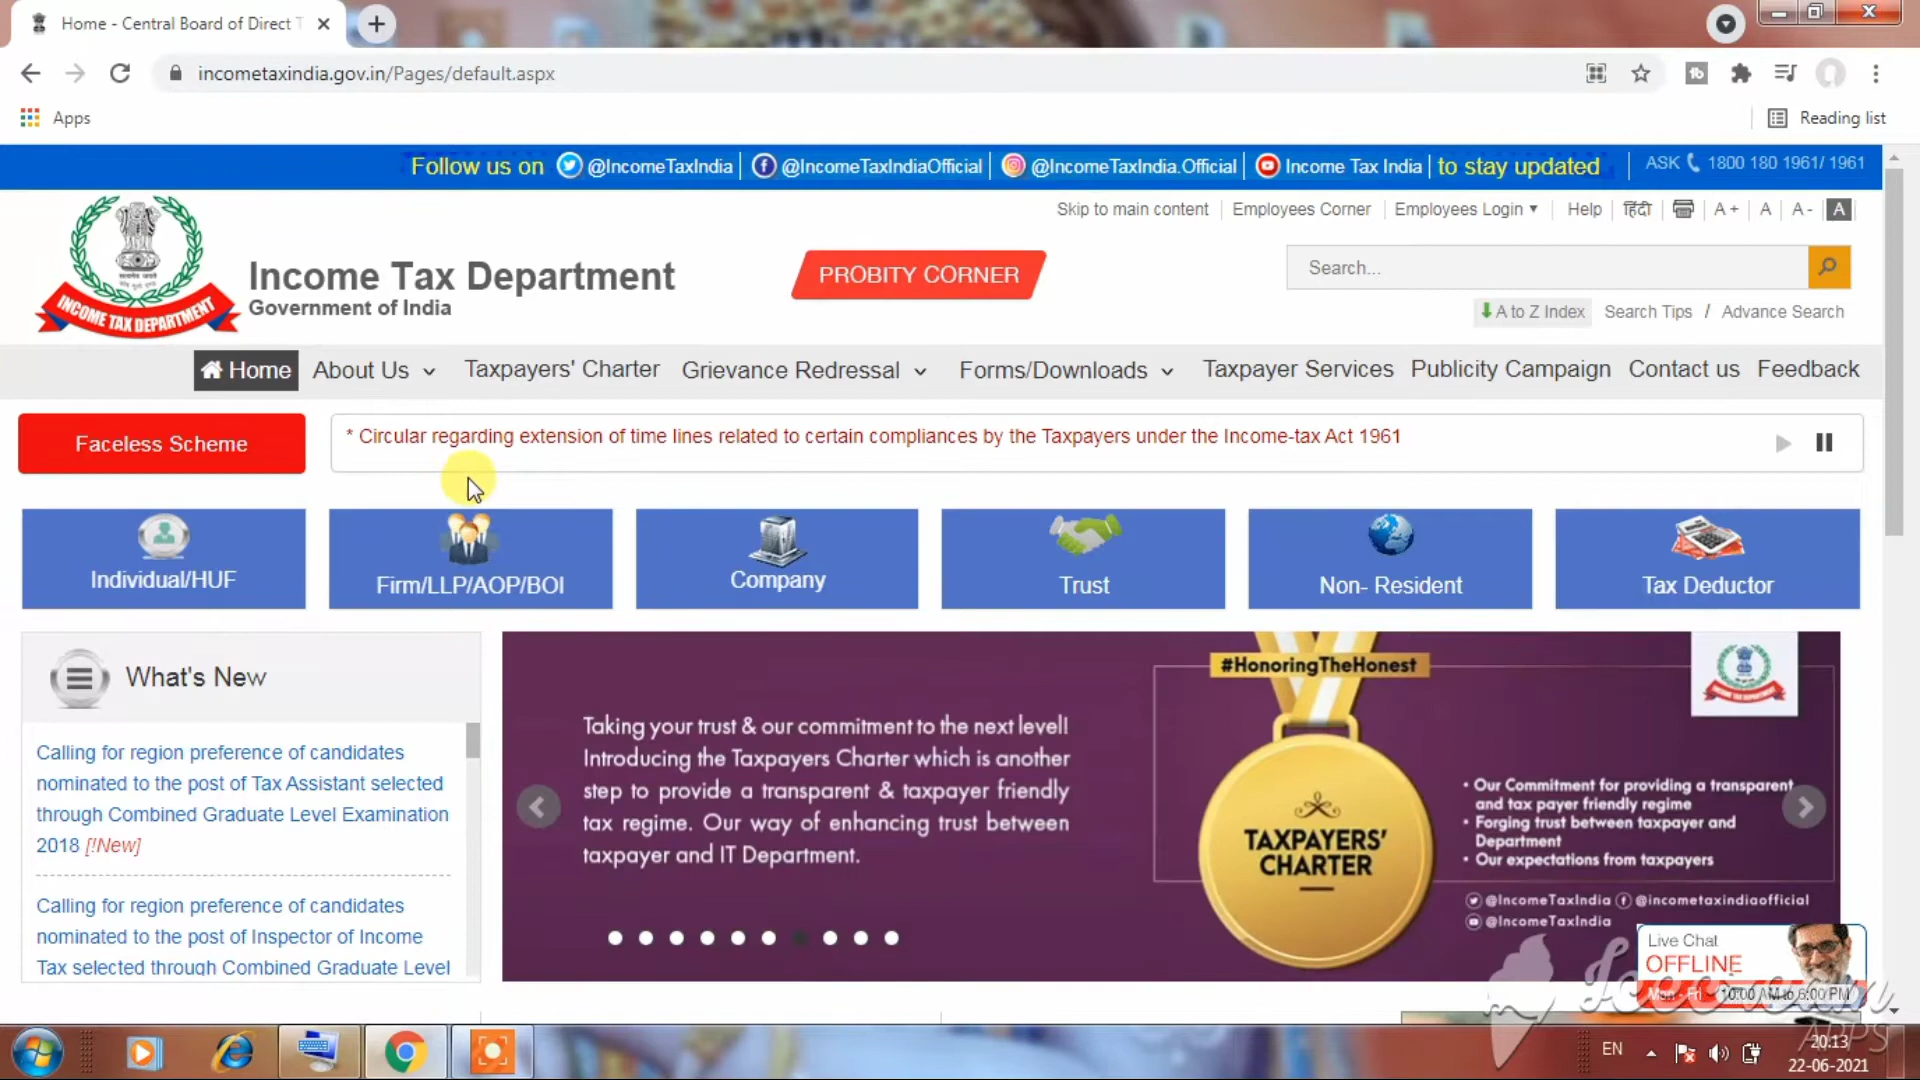 Home - Central Board of Direct T
incometaxindia.gov.in/Pages/default.aspx
Apps
Reading list
Follow us on @IncomeTaxIndia @IncomeTaxIndiaOfficial @IncomeTaxIndia.Official Income Tax India to stay updated
ASK 1800 180 1961/ 1961
Skip to main content Employees Corner Employees Login Help हिंदी A+ A A- A
INCOME TAX DEPARTMENT
Income Tax Department
Government of India
PROBITY CORNER
Search...
A to Z Index Search Tips / Advance Search
Home About Us Taxpayers' Charter Grievance Redressal Forms/Downloads Taxpayer Services Publicity Campaign Contact us Feedback
Faceless Scheme
* Circular regarding extension of time lines related to certain compliances by the Taxpayers under the Income-tax Act 1961
Individual/HUF
Firm/LLP/AOP/BOI
Company
Trust
Non- Resident
Tax Deductor
What's New
Calling for region preference of candidates
nominated to the post of Tax Assistant selected
through Combined Graduate Level Examination
2018 [!New]
Calling for region preference of candidates
nominated to the post of Inspector of Income
Tax selected through Combined Graduate Level
Taking your trust & our commitment to the next level!
Introducing the Taxpayers Charter which is another
step to provide a transparent & taxpayer friendly
tax regime. Our way of enhancing trust between
taxpayer and IT Department.
#HonoringTheHonest
TAXPAYERS'
CHARTER
• Our Commitment for providing a transparent
and tax payer friendly regime
• Forging trust between taxpayer and
Department
• Our expectations from taxpayers
@IncomeTaxIndia @incometaxindiaofficial
@IncomeTaxIndia
Live Chat
OFFLINE
Mon - Fri 10:00 AM to 6:00 PM
Icecream
APPS
EN
20:13
22-06-2021